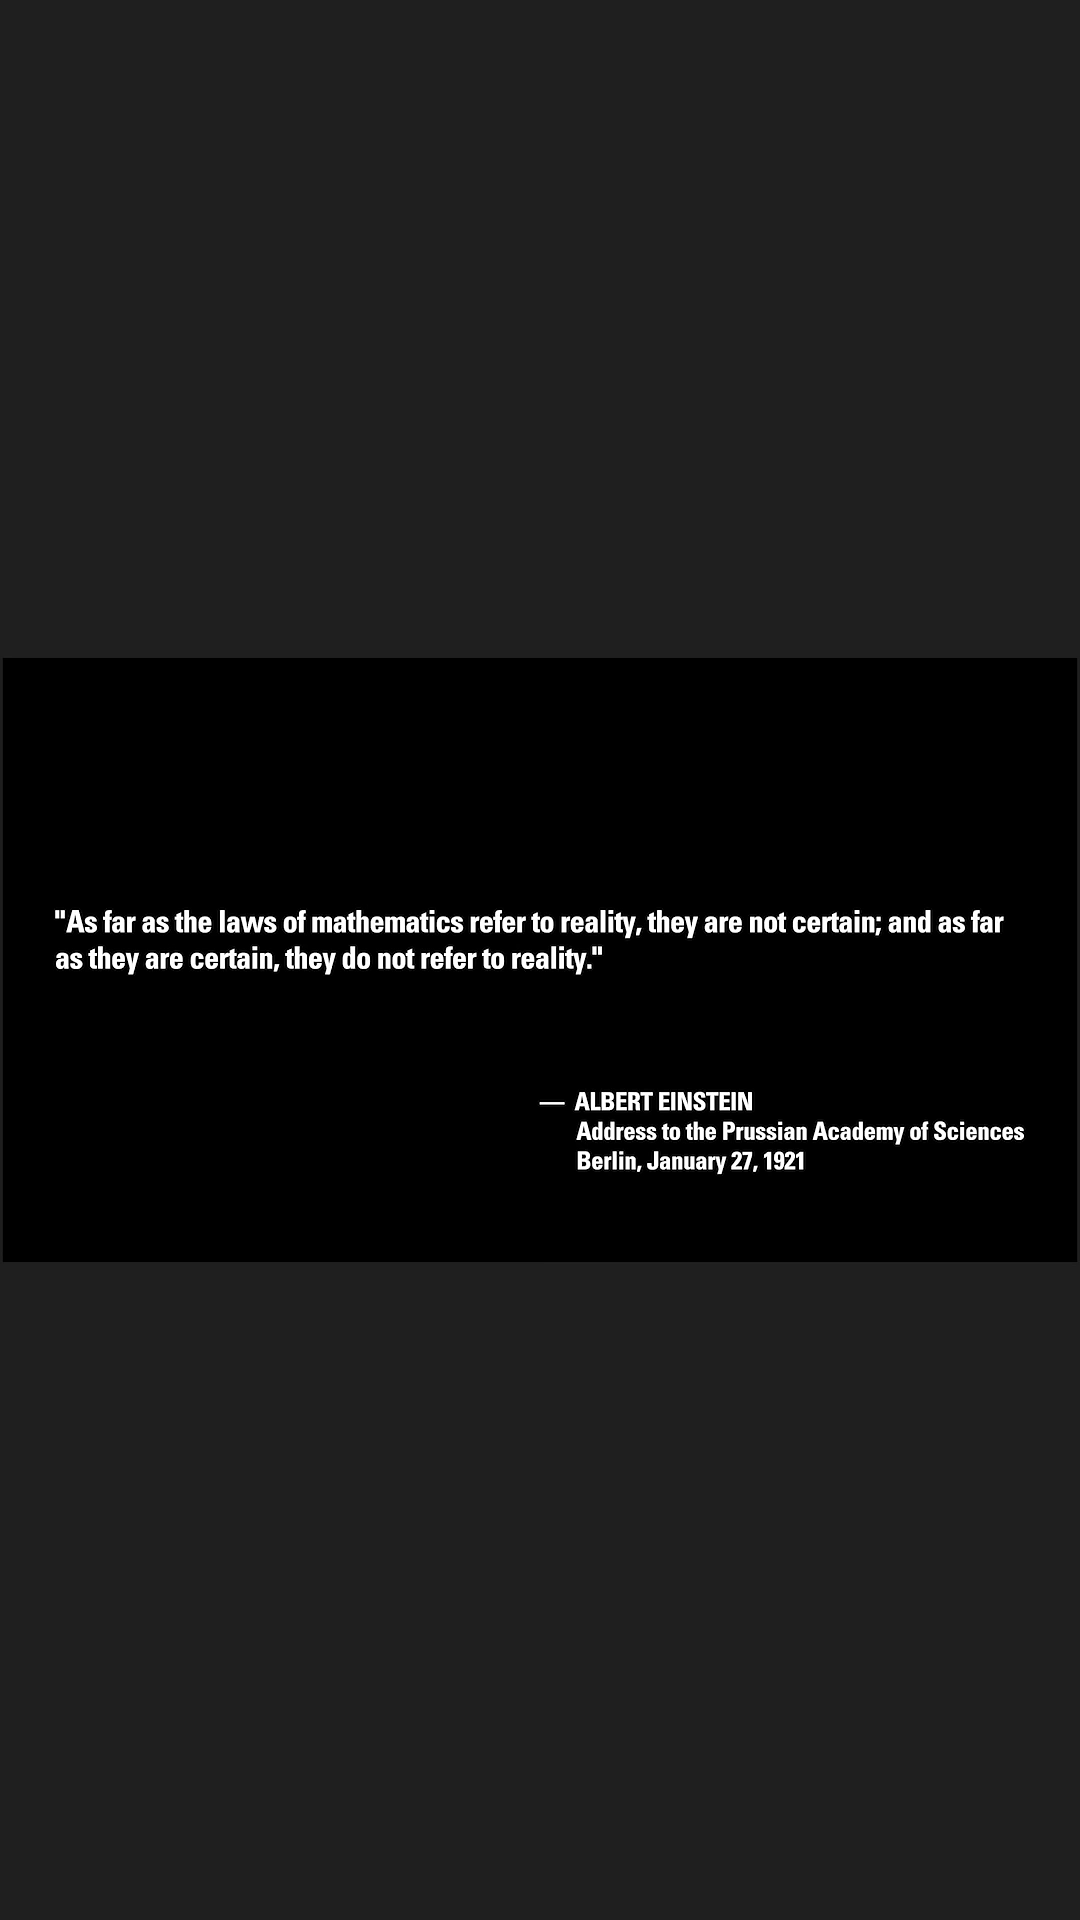 "As far as the laws of mathematics refer to reality, they are not certain; and as far
as they are certain, they do not refer to reality."
— ALBERT EINSTEIN
Address to the Prussian Academy of Sciences
Berlin, January 27, 1921